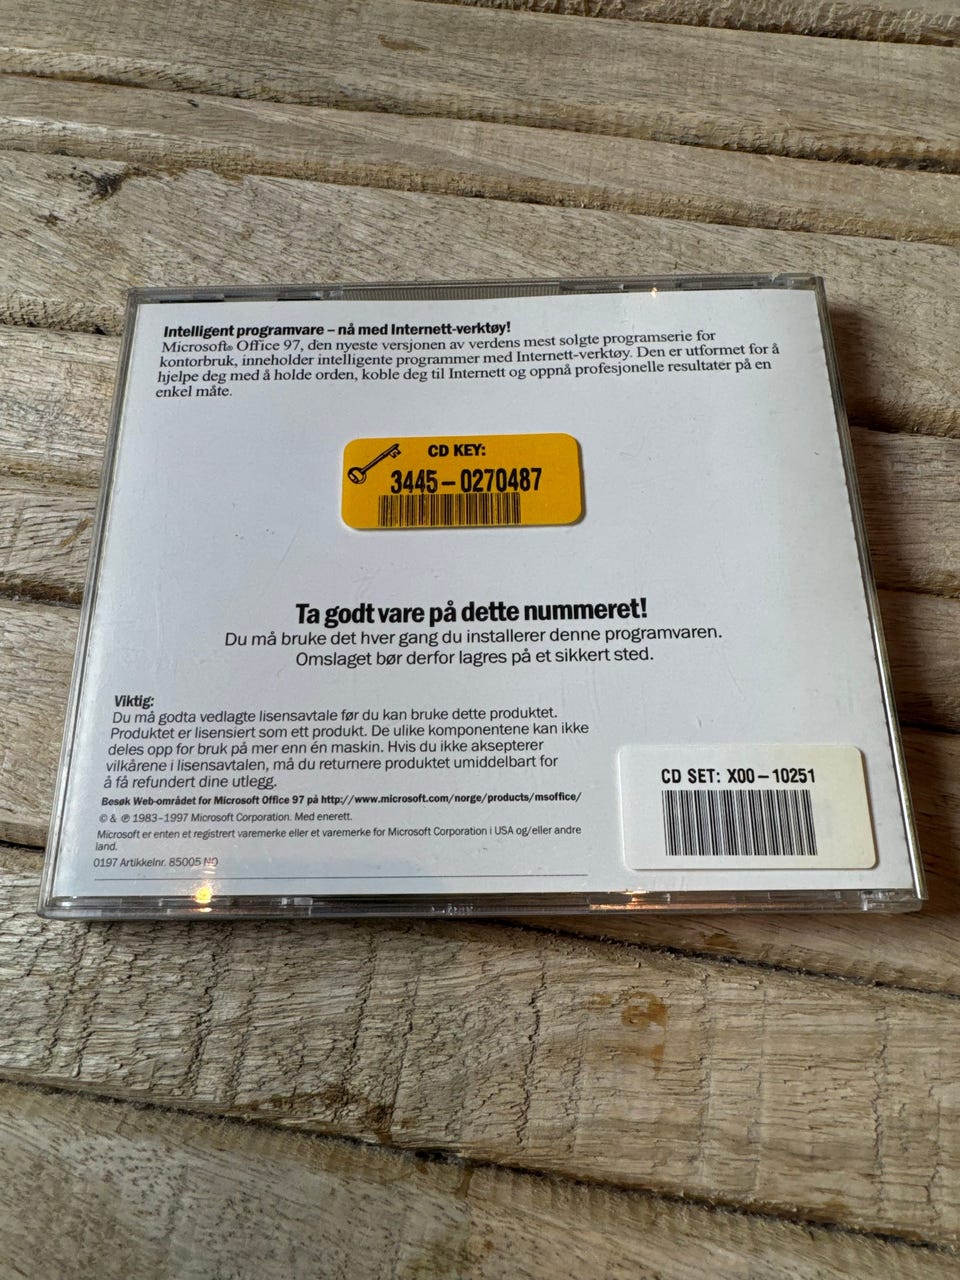 Intelligent programvare – nå med Internett-verktøy!
Microsoft® Office 97, den nyeste versjonen av verdens mest solgte programserie for
kontorbruk, inneholder intelligente programmer med Internett-verktøy. Den er utformet for å
hjelpe deg med å holde orden, koble deg til Internett og oppnå profesjonelle resultater på en
enkel måte.
CD KEY:
3445-0270487
Ta godt vare på dette nummeret!
Du må bruke det hver gang du installerer denne programvaren.
Omslaget bør derfor lagres på et sikkert sted.
Viktig:
Du må godta vedlagte lisensavtale før du kan bruke dette produktet.
Produktet er lisensiert som ett produkt. De ulike komponentene kan ikke
deles opp for bruk på mer enn én maskin. Hvis du ikke aksepterer
vilkårene i lisensavtalen, må du returnere produktet umiddelbart for
å få refundert dine utlegg.
Besøk Web-området for Microsoft Office 97 på http://www.microsoft.com/norge/products/msoffice/
© & ℗ 1983–1997 Microsoft Corporation. Med enerett.
Microsoft er enten et registrert varemerke eller et varemerke for Microsoft Corporation i USA og/eller andre
land.
0197 Artikkelnr. 85005 NO
CD SET: X00-10251